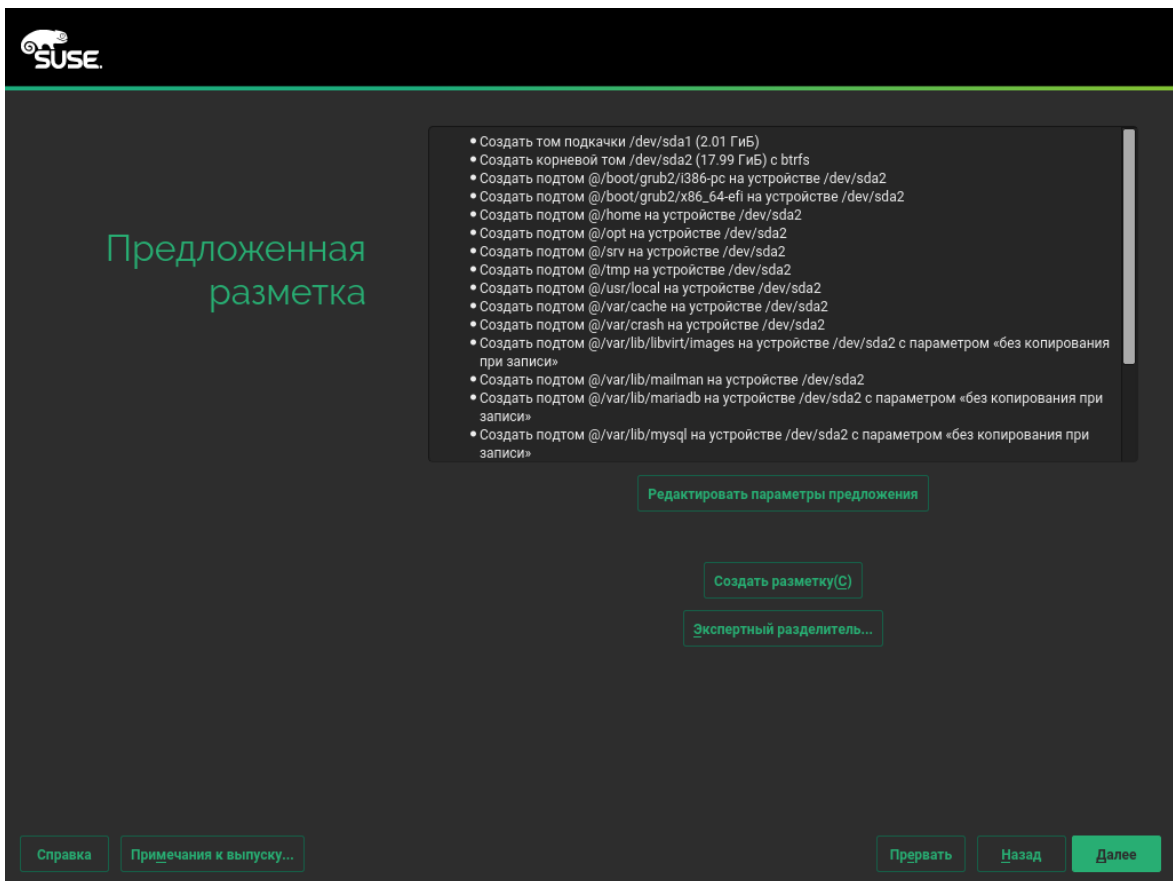 SUSE.
Предложенная
разметка
• Создать том подкачки /dev/sda1 (2.01 ГиБ)
• Создать корневой том /dev/sda2 (17.99 ГиБ) с btrfs
• Создать подтом @/boot/grub2/i386-pc на устройстве /dev/sda2
• Создать подтом @/boot/grub2/x86_64-efi на устройстве /dev/sda2
• Создать подтом @/home на устройстве /dev/sda2
• Создать подтом @/opt на устройстве /dev/sda2
• Создать подтом @/srv на устройстве /dev/sda2
• Создать подтом @/tmp на устройстве /dev/sda2
• Создать подтом @/usr/local на устройстве /dev/sda2
• Создать подтом @/var/cache на устройстве /dev/sda2
• Создать подтом @/var/crash на устройстве /dev/sda2
• Создать подтом @/var/lib/libvirt/images на устройстве /dev/sda2 с параметром «без копирования
при записи»
• Создать подтом @/var/lib/mailman на устройстве /dev/sda2
• Создать подтом @/var/lib/mariadb на устройстве /dev/sda2 с параметром «без копирования при
записи»
• Создать подтом @/var/lib/mysql на устройстве /dev/sda2 с параметром «без копирования при
записи»
Редактировать параметры предложения
Создать разметку(C)
Экспертный разделитель...
Справка
Примечания к выпуску...
Прервать
Назад
Далее